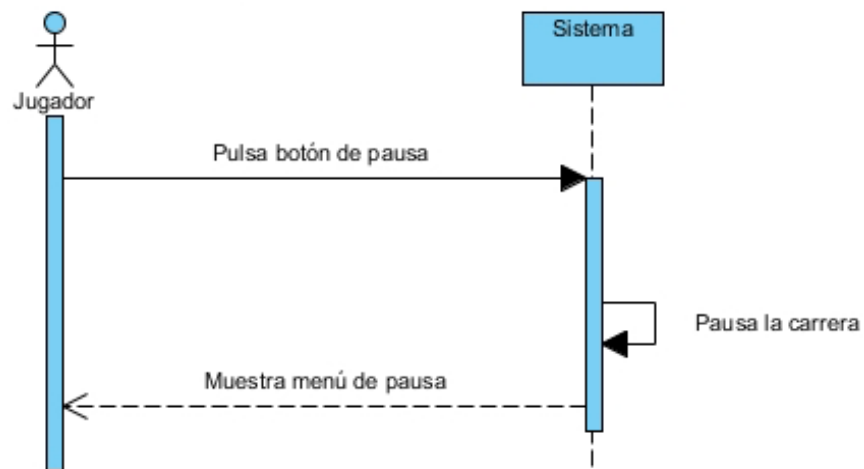 Sistema
Jugador
Pulsa botón de pausa
Pausa la carrera
Muestra menú de pausa